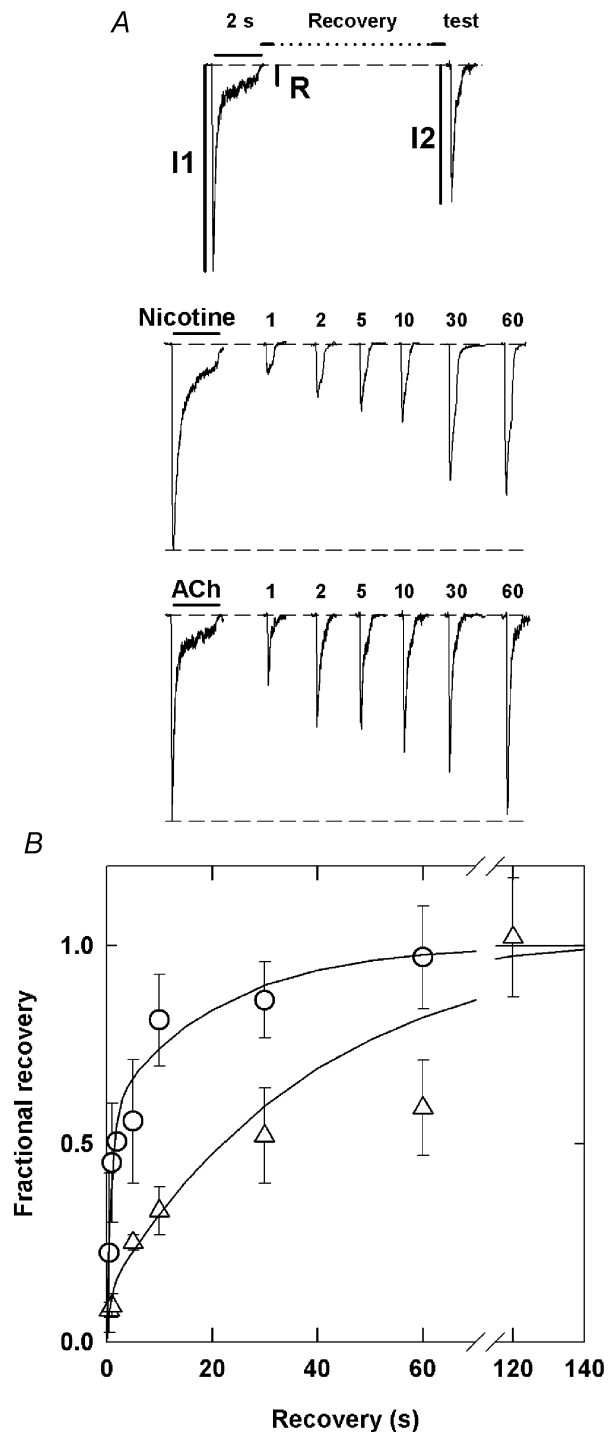 A
2 s Recovery test
R
I1
I2
Nicotine 1 2 5 10 30 60
ACh 1 2 5 10 30 60
B
1.0
0.5
0.0
Fractional recovery
0 20 40 60 120 140
Recovery (s)